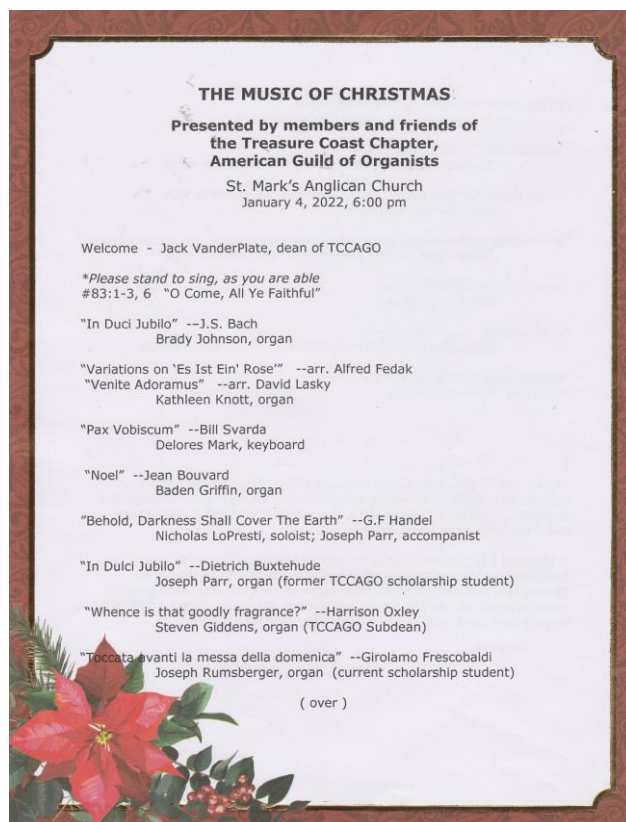 THE MUSIC OF CHRISTMAS
Presented by members and friends of
the Treasure Coast Chapter,
American Guild of Organists
St. Mark's Anglican Church
January 4, 2022, 6:00 pm
Welcome - Jack VanderPlate, dean of TCCAGO
*Please stand to sing, as you are able
#83:1-3, 6 "O Come, All Ye Faithful"
"In Duci Jubilo" --J.S. Bach
Brady Johnson, organ
"Variations on 'Es Ist Ein' Rose'" --arr. Alfred Fedak
"Venite Adoramus" --arr. David Lasky
Kathleen Knott, organ
"Pax Vobiscum" --Bill Svarda
Delores Mark, keyboard
"Noel" --Jean Bouvard
Baden Griffin, organ
"Behold, Darkness Shall Cover The Earth" --G.F Handel
Nicholas LoPresti, soloist; Joseph Parr, accompanist
"In Dulci Jubilo" --Dietrich Buxtehude
Joseph Parr, organ (former TCCAGO scholarship student)
"Whence is that goodly fragrance?" --Harrison Oxley
Steven Giddens, organ (TCCAGO Subdean)
"Toccata avanti la messa della domenica" --Girolamo Frescobaldi
Joseph Rumsberger, organ (current scholarship student)
( over )